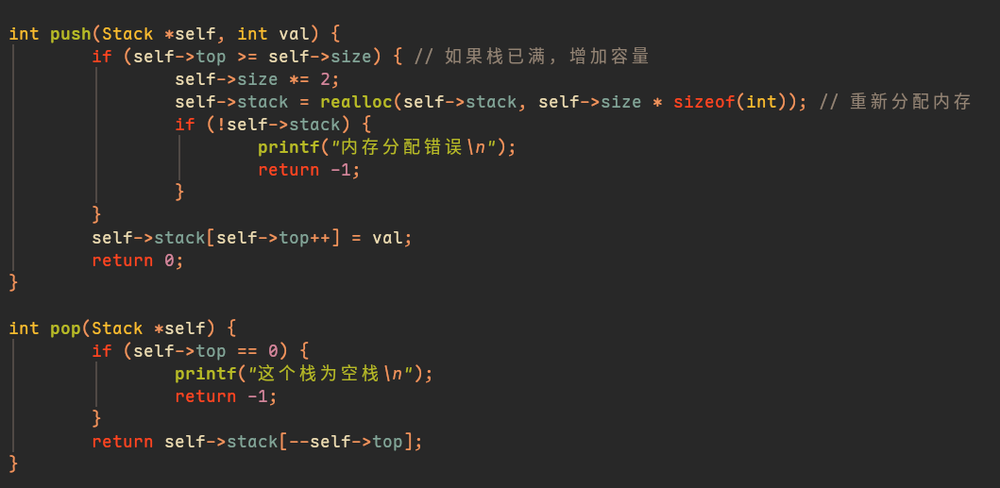 int push(Stack *self, int val) {
        if (self->top >= self->size) { // 如果栈已满，增加容量
                self->size *= 2;
                self->stack = realloc(self->stack, self->size * sizeof(int)); // 重新分配内存
                if (!self->stack) {
                        printf("内存分配错误\n");
                        return -1;
                }
        }
        self->stack[self->top++] = val;
        return 0;
}

int pop(Stack *self) {
        if (self->top == 0) {
                printf("这个栈为空栈\n");
                return -1;
        }
        return self->stack[--self->top];
}